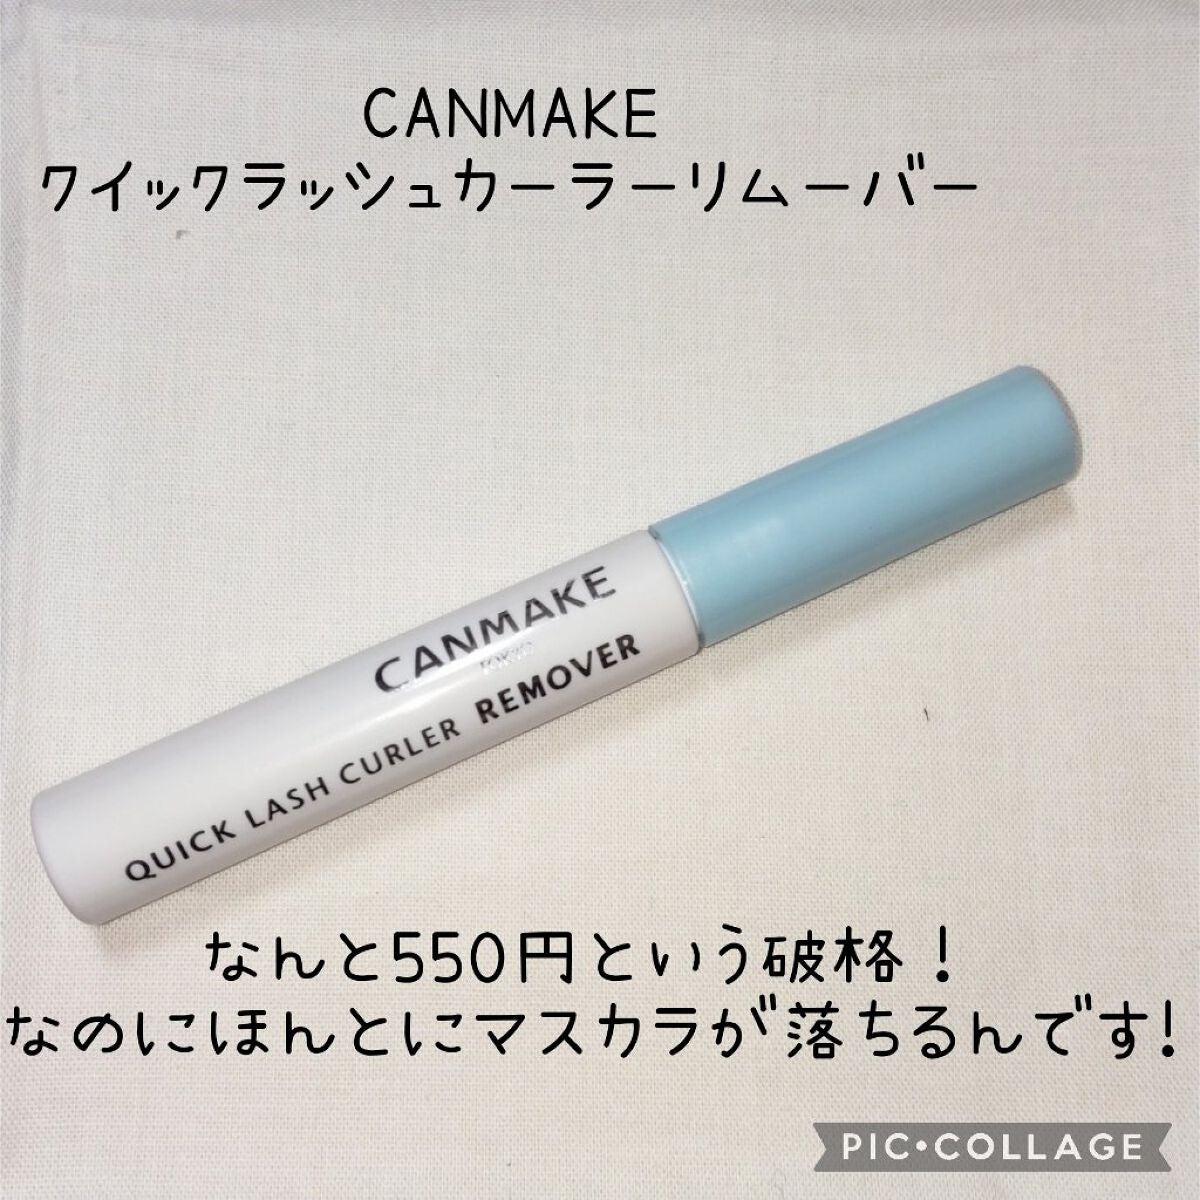 CANMAKE
クイックラッシュカーラーリムーバー
CANMAKE
TOKYO
QUICK LASH CURLER REMOVER
なんと550円という破格！
なのにほんとにマスカラが落ちるんです!
PIC•COLLAGE